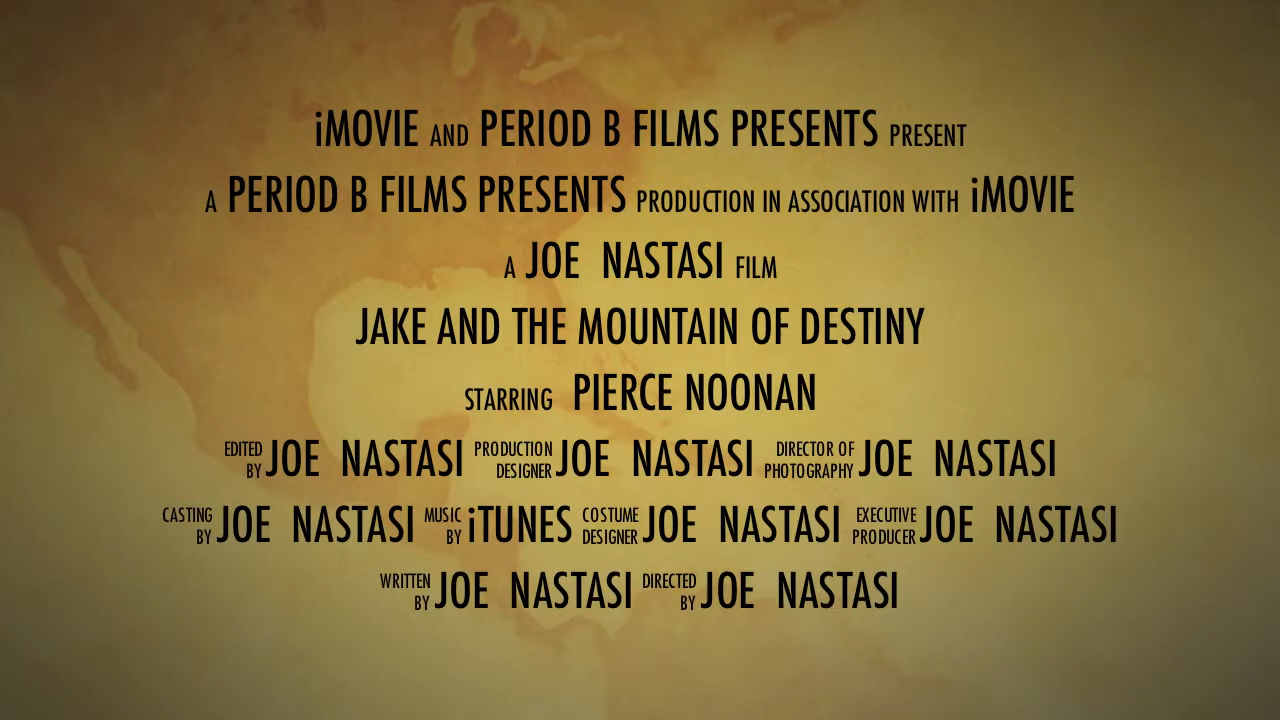 iMOVIE AND PERIOD B FILMS PRESENTS PRESENT
A PERIOD B FILMS PRESENTS PRODUCTION IN ASSOCIATION WITH iMOVIE
A JOE NASTASI FILM
JAKE AND THE MOUNTAIN OF DESTINY
STARRING PIERCE NOONAN
EDITED BY JOE NASTASI PRODUCTION DESIGNER JOE NASTASI DIRECTOR OF PHOTOGRAPHY JOE NASTASI
CASTING BY JOE NASTASI MUSIC BY iTUNES COSTUME DESIGNER JOE NASTASI EXECUTIVE PRODUCER JOE NASTASI
WRITTEN BY JOE NASTASI DIRECTED BY JOE NASTASI